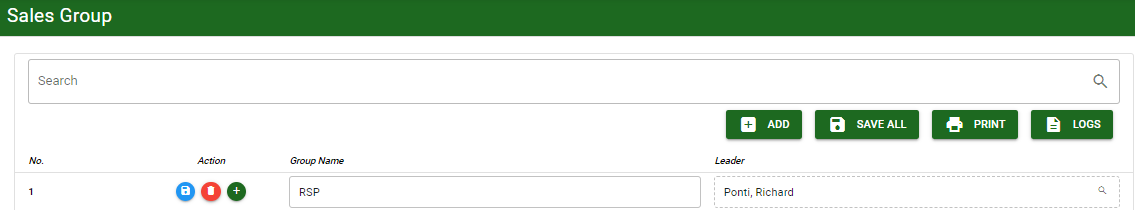 Sales Group
Search
ADD SAVE ALL PRINT LOGS
No. Action Group Name Leader
1 RSP Ponti, Richard